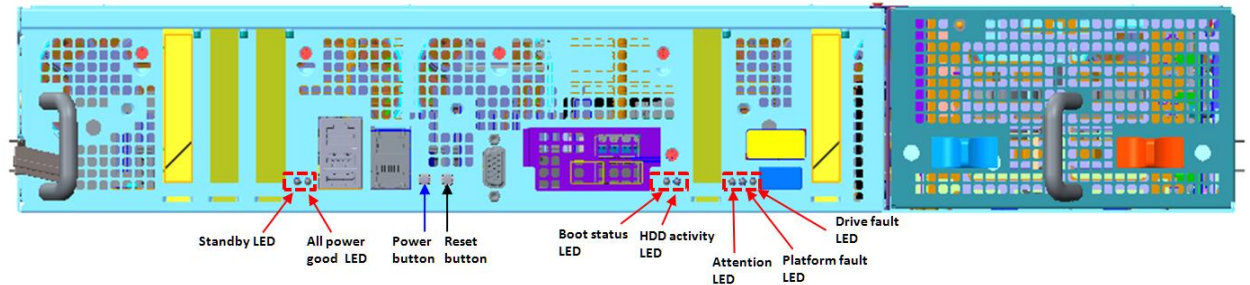 Standby LED
All power
good LED
Power
button
Reset
button
Boot status
LED
HDD activity
LED
Attention
LED
Platform fault
LED
Drive fault
LED